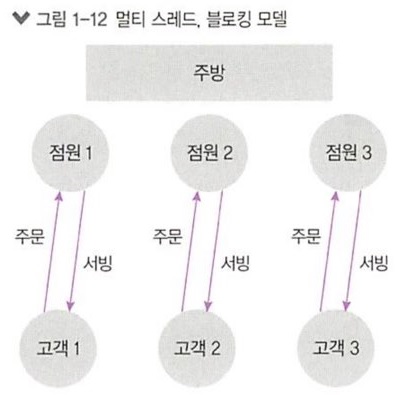 그림 1-12 멀티 스레드, 블로킹 모델
주방
점원 1 점원 2 점원 3
주문 주문 주문
서빙 서빙 서빙
고객 1 고객 2 고객 3